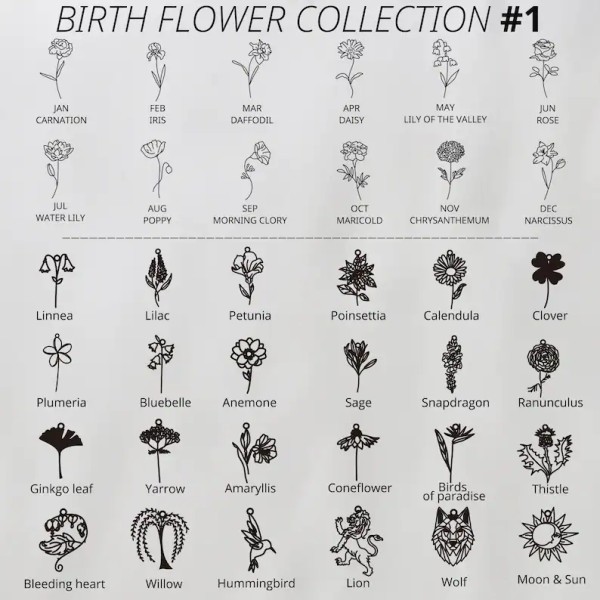 BIRTH FLOWER COLLECTION #1
JAN
CARNATION
FEB
IRIS
MAR
DAFFODIL
APR
DAISY
MAY
LILY OF THE VALLEY
JUN
ROSE
JUL
WATER LILY
AUG
POPPY
SEP
MORNING CLORY
OCT
MARICOLD
NOV
CHRYSANTHEMUM
DEC
NARCISSUS
Linnea
Lilac
Petunia
Poinsettia
Calendula
Clover
Plumeria
Bluebelle
Anemone
Sage
Snapdragon
Ranunculus
Ginkgo leaf
Yarrow
Amaryllis
Coneflower
Birds
of paradise
Thistle
Bleeding heart
Willow
Hummingbird
Lion
Wolf
Moon & Sun